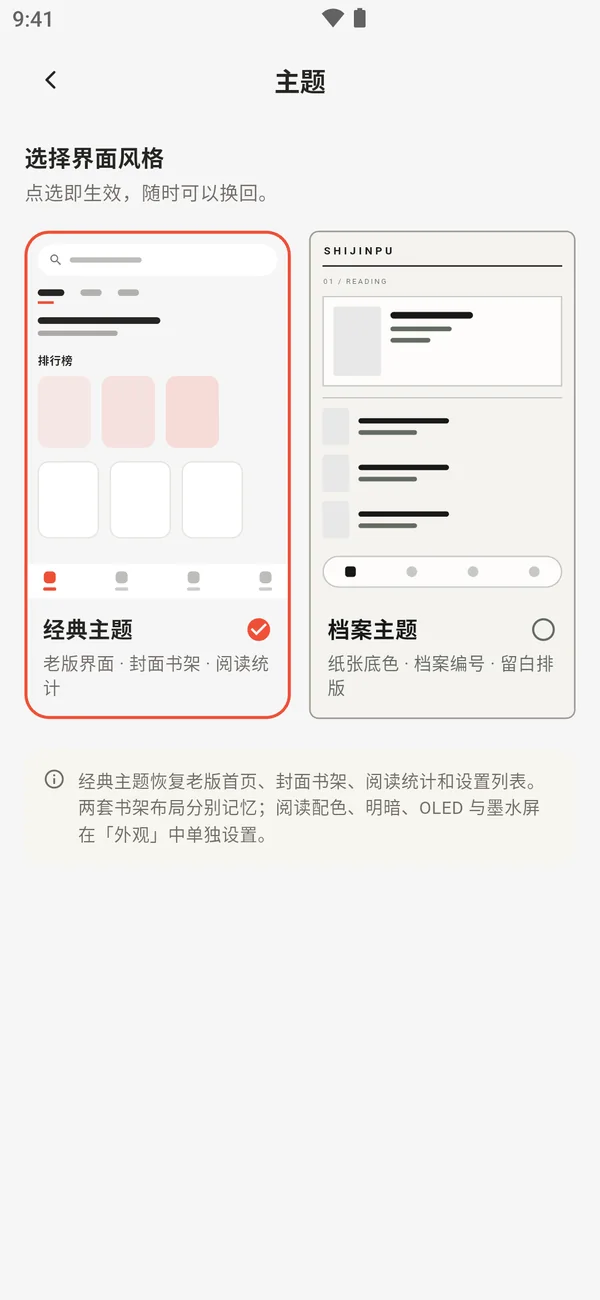 9:41
主题
选择界面风格
点选即生效，随时可以换回。
排行榜
经典主题
老版界面 · 封面书架 · 阅读统
计
SHIJINPU
01 / READING
档案主题
纸张底色 · 档案编号 · 留白排
版
经典主题恢复老版首页、封面书架、阅读统计和设置列表。
两套书架布局分别记忆；阅读配色、明暗、OLED 与墨水屏
在「外观」中单独设置。